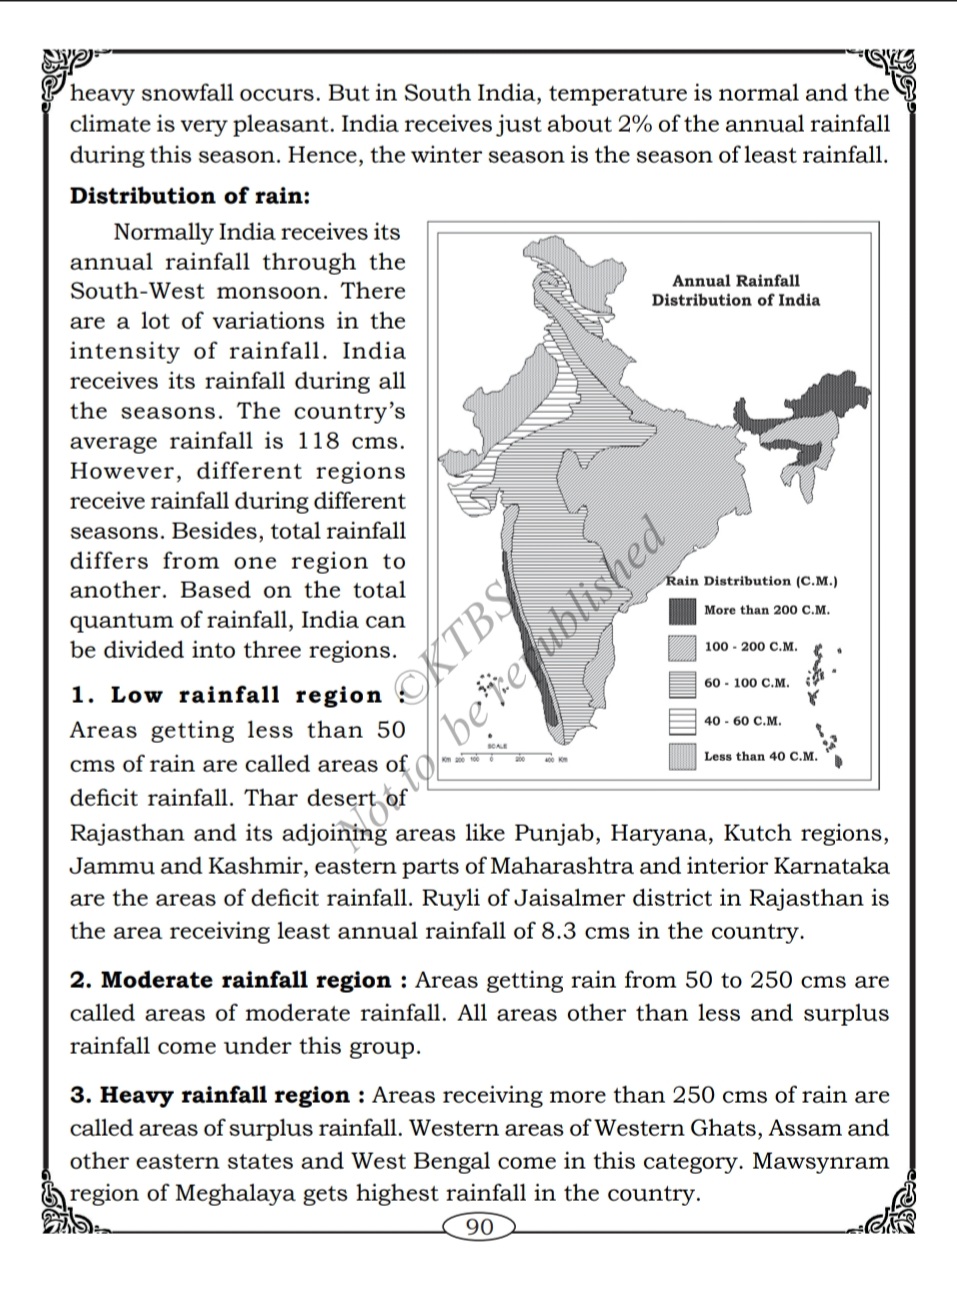 heavy snowfall occurs. But in South India, temperature is normal and the
climate is very pleasant. India receives just about 2% of the annual rainfall
during this season. Hence, the winter season is the season of least rainfall.
Distribution of rain:
Normally India receives its
annual rainfall through the
South-West monsoon. There
are a lot of variations in the
intensity of rainfall. India
receives its rainfall during all
the seasons. The country's
average rainfall is 118 cms.
However, different regions
receive rainfall during different
seasons. Besides, total rainfall
differs from one region to
another. Based on the total
quantum of rainfall, India can
be divided into three regions.
1. Low rainfall region :
Areas getting less than 50
cms of rain are called areas of
deficit rainfall. Thar desert of
Annual Rainfall
Distribution of India
Rain Distribution (C.M.)
More than 200 C.M.
100 - 200 C.M.
60 - 100 C.M.
40 - 60 C.M.
Less than 40 C.M.
SCALE
Km 200 100 0 200 400 Km
©KTBS
Not to be republished
Rajasthan and its adjoining areas like Punjab, Haryana, Kutch regions,
Jammu and Kashmir, eastern parts of Maharashtra and interior Karnataka
are the areas of deficit rainfall. Ruyli of Jaisalmer district in Rajasthan is
the area receiving least annual rainfall of 8.3 cms in the country.
2. Moderate rainfall region : Areas getting rain from 50 to 250 cms are
called areas of moderate rainfall. All areas other than less and surplus
rainfall come under this group.
3. Heavy rainfall region : Areas receiving more than 250 cms of rain are
called areas of surplus rainfall. Western areas of Western Ghats, Assam and
other eastern states and West Bengal come in this category. Mawsynram
region of Meghalaya gets highest rainfall in the country.
90